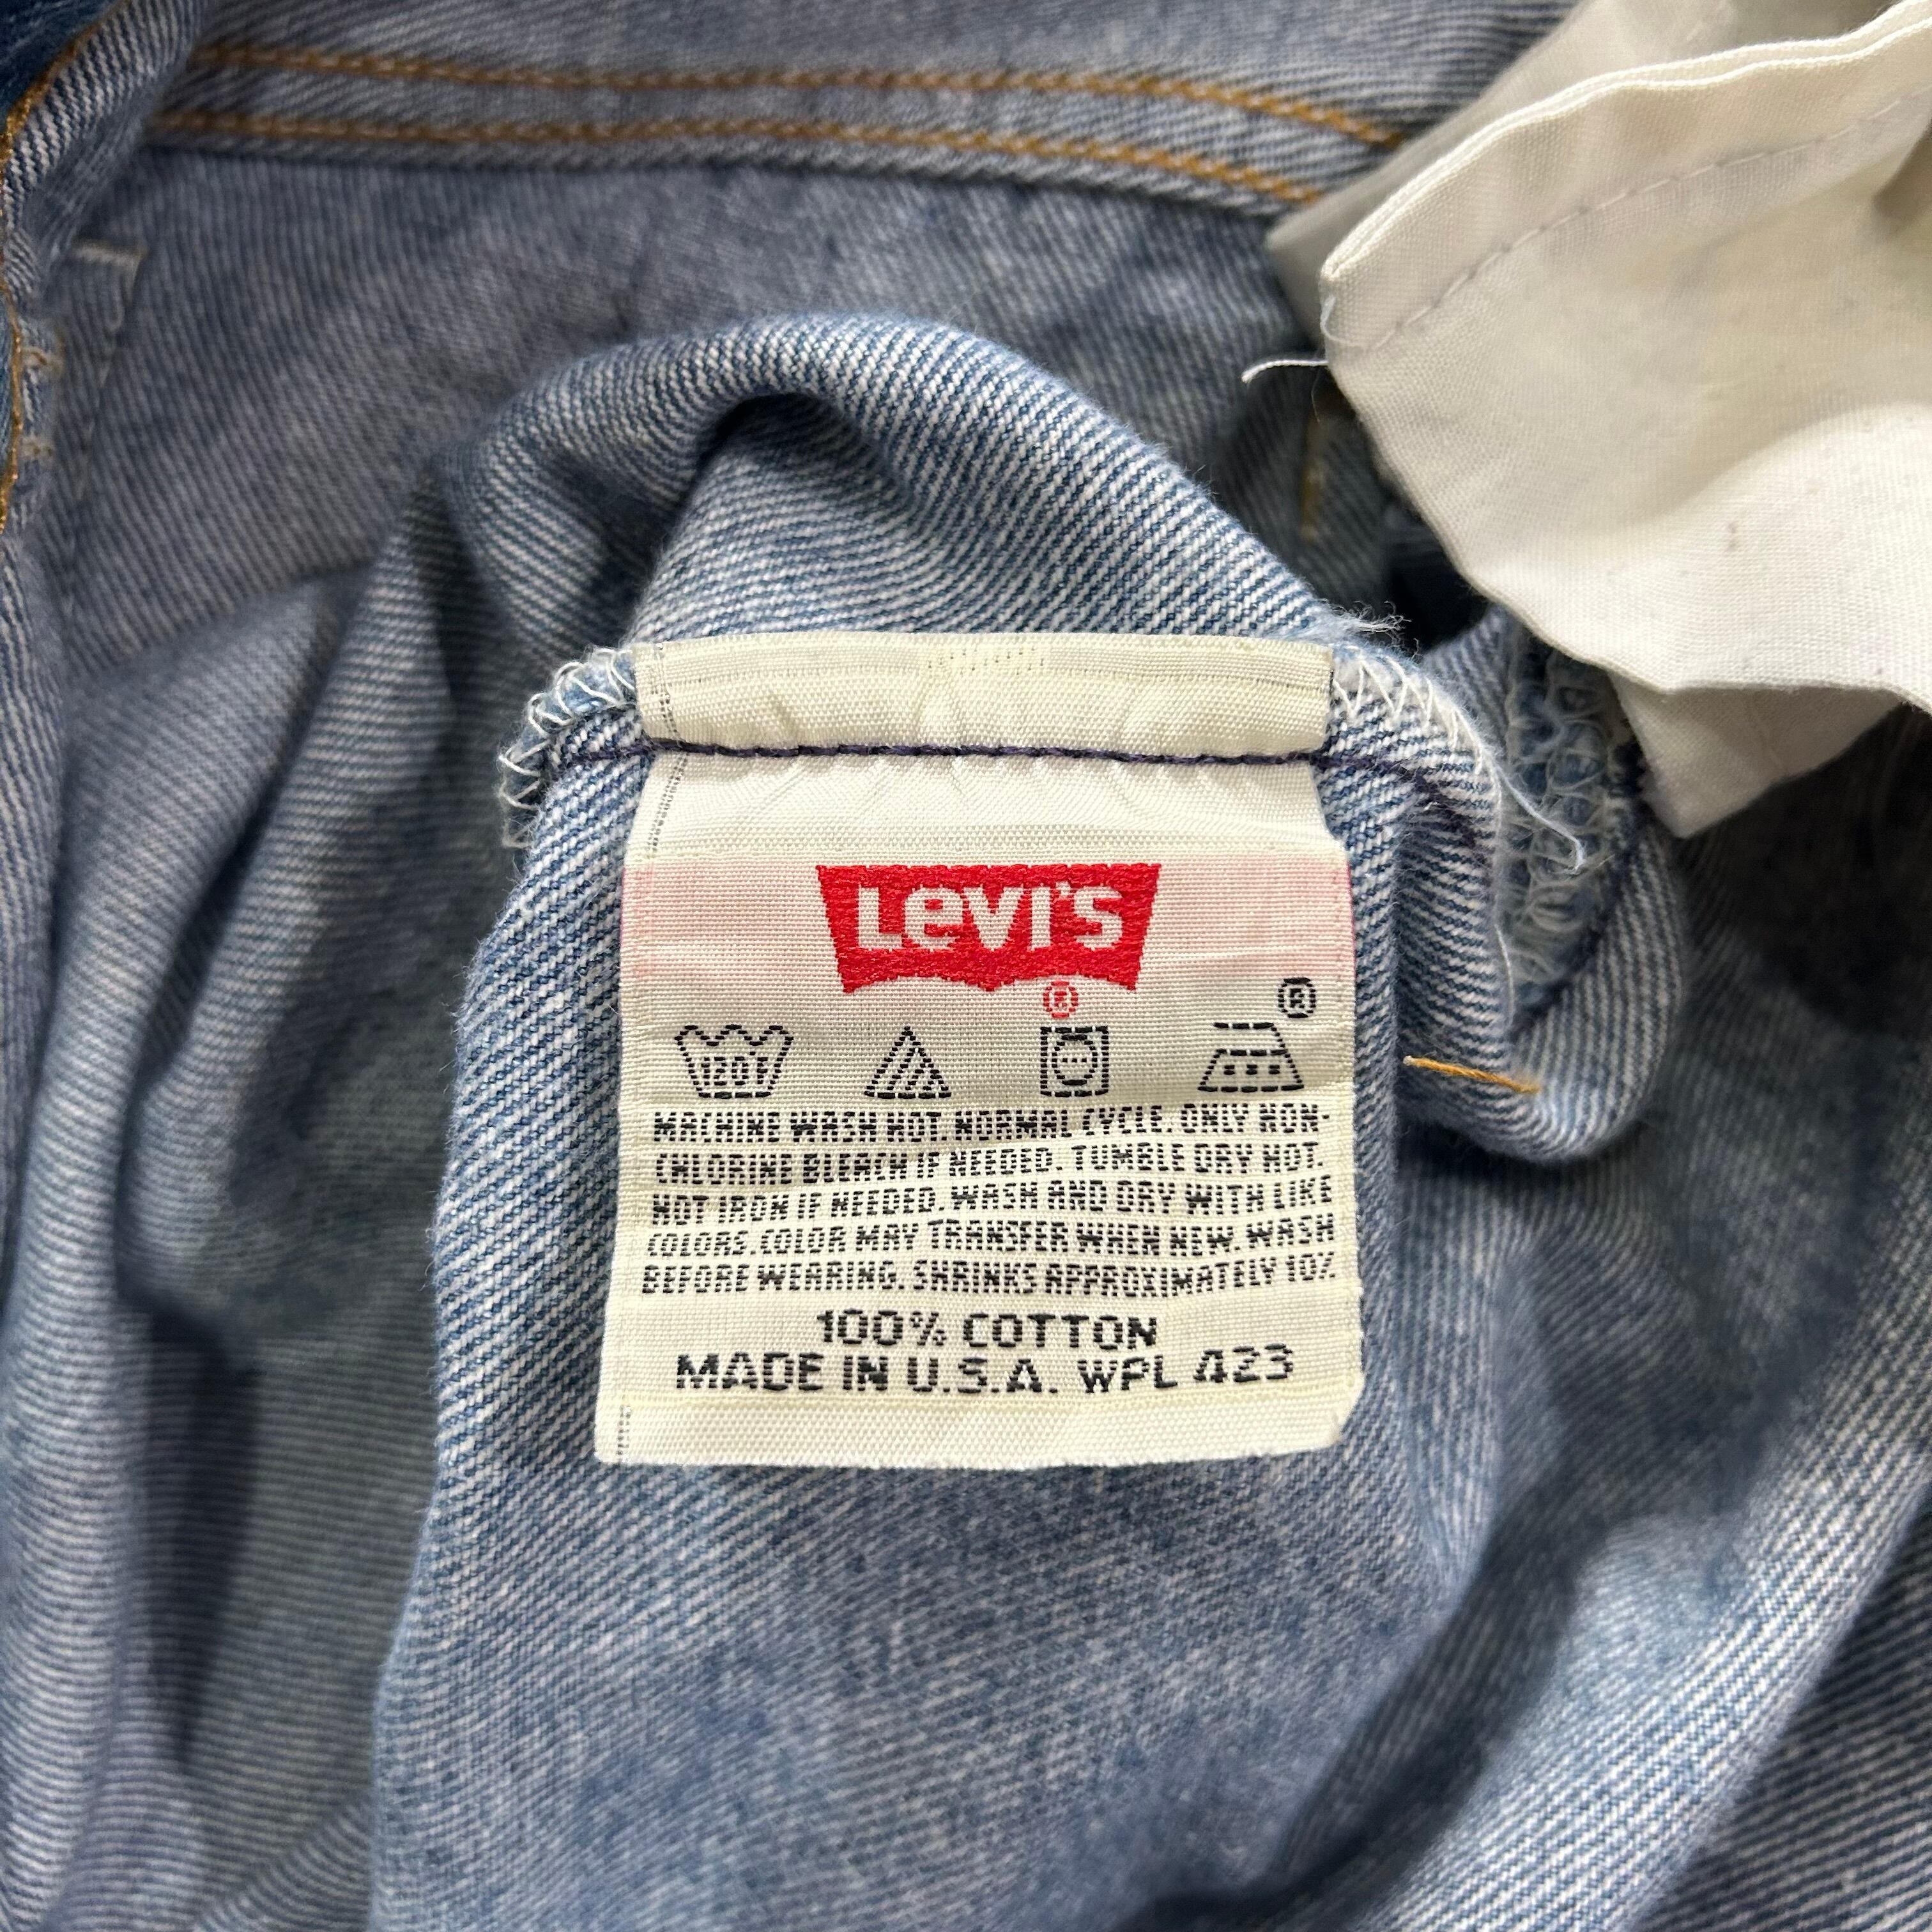 Levi's
®
®
120F
MACHINE WASH HOT. NORMAL CYCLE. ONLY NON-
CHLORINE BLEACH IF NEEDED. TUMBLE DRY HOT.
HOT IRON IF NEEDED. WASH AND DRY WITH LIKE
COLORS. COLOR MAY TRANSFER WHEN NEW. WASH
BEFORE WEARING. SHRINKS APPROXIMATELY 10%
100% COTTON
MADE IN U.S.A. WPL 423